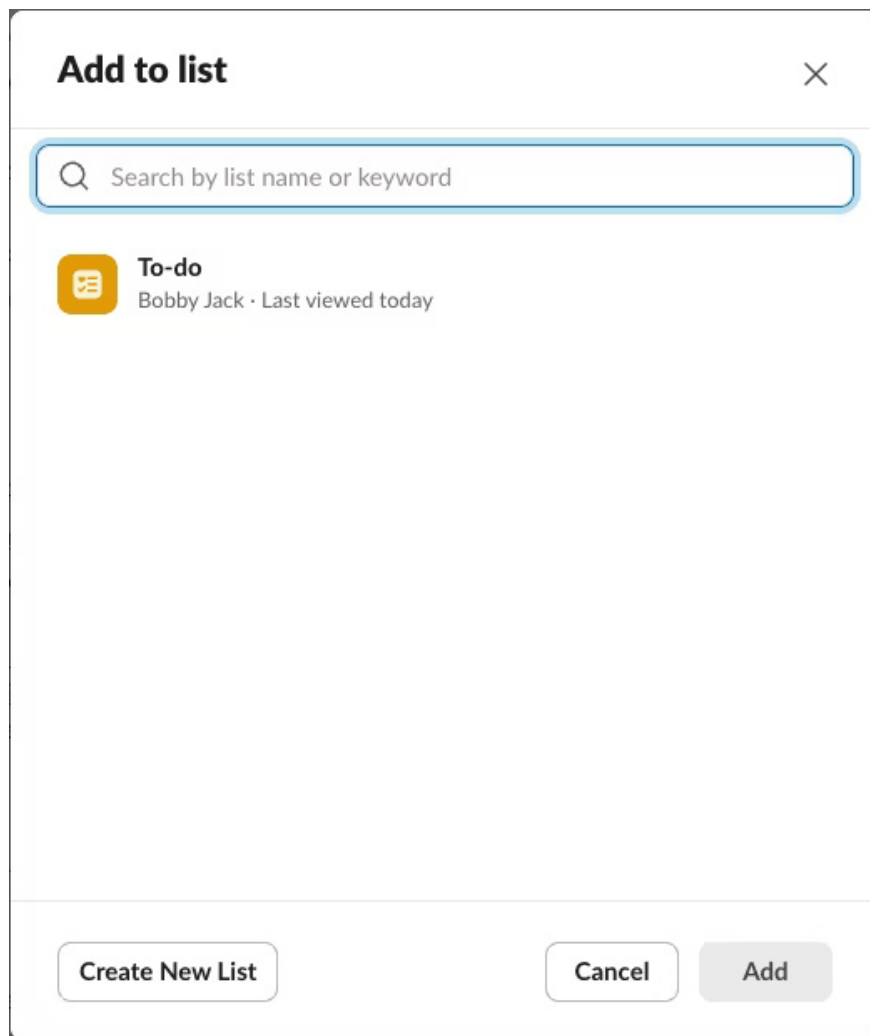 Add to list
Search by list name or keyword
To-do
Bobby Jack · Last viewed today
Create New List
Cancel
Add